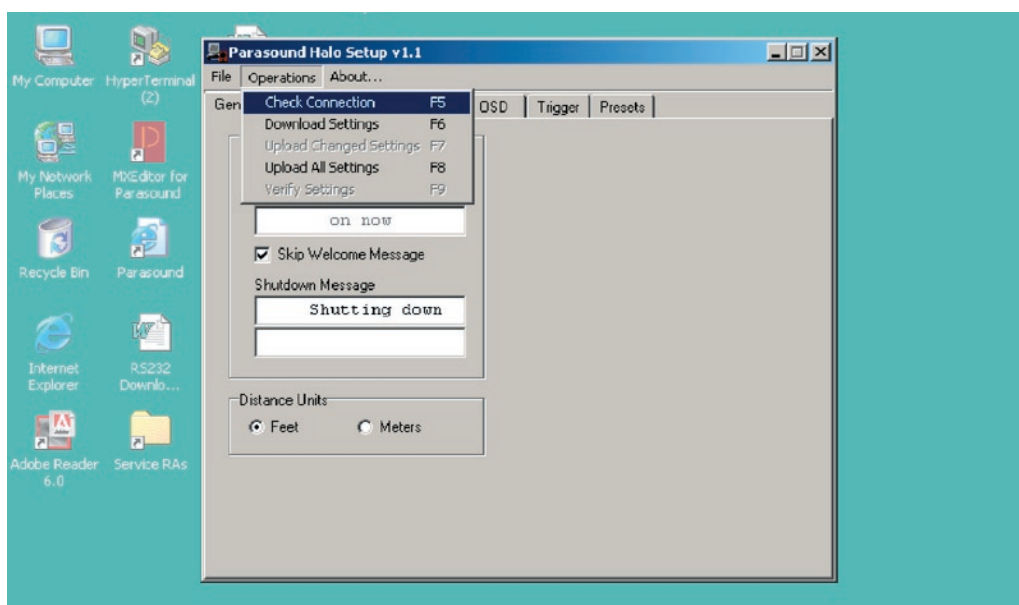 My Computer
HyperTerminal
(2)
My Network
Places
MXEditor for
Parasound
Recycle Bin
Parasound
Internet
Explorer
RS232
Downlo...
Adobe Reader
6.0
Service RAs
Parasound Halo Setup v1.1
File Operations About...
Gen OSD Trigger Presets
Check Connection F5
Download Settings F6
Upload Changed Settings F7
Upload All Settings F8
Verify Settings F9
on now
Skip Welcome Message
Shutdown Message
Shutting down
Distance Units
Feet Meters